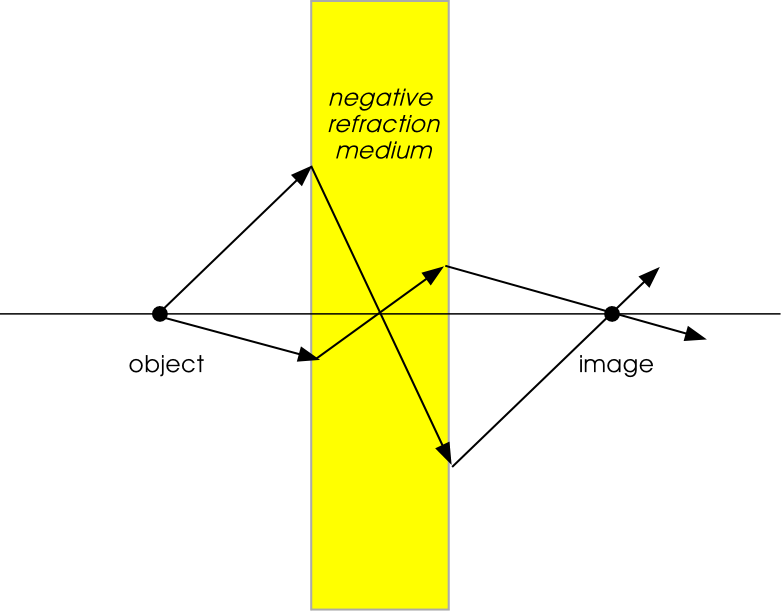 negative
refraction
medium
object
image